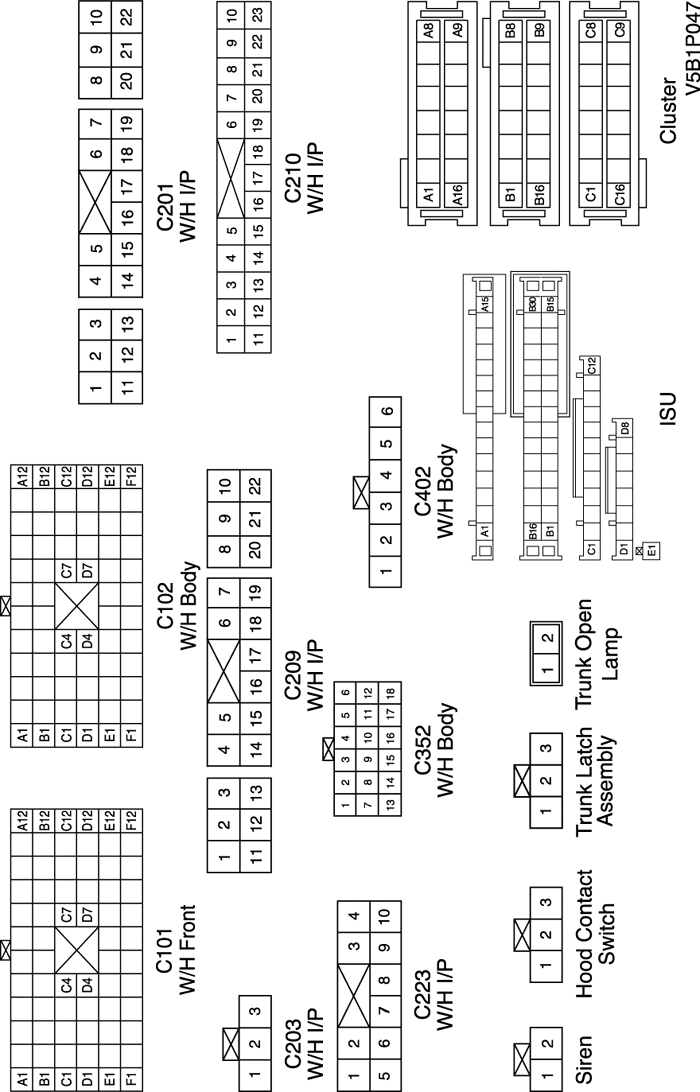 A1 A12
B1 B12
C1 C4 C7 C12
D1 D4 D7 D12
E1 E12
F1 F12
C101
W/H Front
A1 A12
B1 B12
C1 C4 C7 C12
D1 D4 D7 D12
E1 E12
F1 F12
C102
W/H Body
1 2 3 4 5 6 7 8 9 10
11 12 13 14 15 16 17 18 19 20 21 22
C201
W/H I/P
1 2 3
C203
W/H I/P
1 2 3 4 5 6 7 8 9 10
11 12 13 14 15 16 17 18 19 20 21 22
C209
W/H I/P
1 2 3 4 5 6 7 8 9 10
11 12 13 14 15 16 17 18 19 20 21 22 23
C210
W/H I/P
1 2 3 4
5 6 7 8 9 10
C223
W/H I/P
1 2 3 4 5 6
7 8 9 10 11 12
13 14 15 16 17 18
C352
W/H Body
1 2 3 4 5 6
C402
W/H Body
A1 A8
A16 A9
B1 B8
B16 B9
C1 C8
C16 C9
Cluster
1 2
Siren
1 2 3
Hood Contact
Switch
1 2 3
Trunk Latch
Assembly
1 2
Trunk Open
Lamp
A1 A15
B16 B30
B1 B15
C1 C12
D1 D8
E1
ISU
V5B1P047